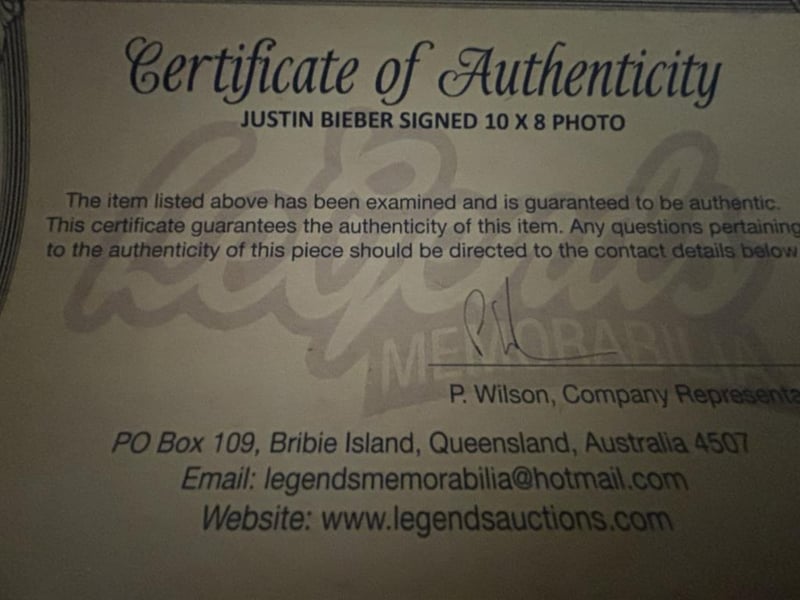 Certificate of Authenticity
JUSTIN BIEBER SIGNED 10 X 8 PHOTO
Legends
MEMORABILIA
The item listed above has been examined and is guaranteed to be authentic.
This certificate guarantees the authenticity of this item. Any questions pertaining
to the authenticity of this piece should be directed to the contact details below
P. Wilson, Company Representa
PO Box 109, Bribie Island, Queensland, Australia 4507
Email: legendsmemorabilia@hotmail.com
Website: www.legendsauctions.com